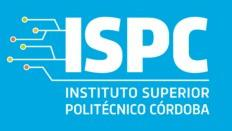 ISPC
INSTITUTO SUPERIOR
POLITÉCNICO CÓRDOBA